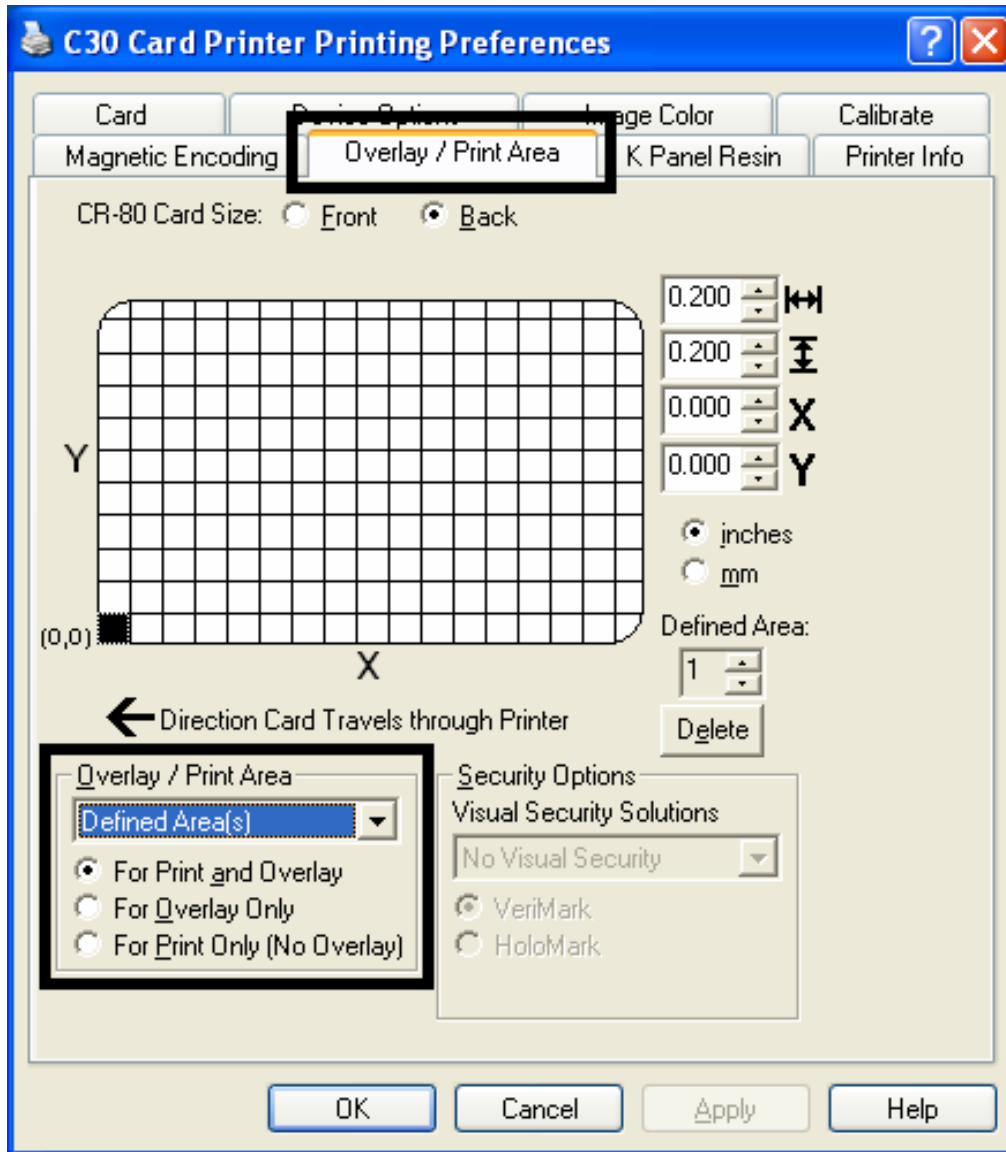 C30 Card Printer Printing Preferences
Card Device Options Image Color Calibrate
Magnetic Encoding Overlay / Print Area K Panel Resin Printer Info
CR-80 Card Size: Front Back
0.200
0.200
0.000 X
0.000 Y
Y
inches
mm
(0,0)
X
Defined Area:
1
Direction Card Travels through Printer
Delete
Overlay / Print Area
Defined Area(s)
For Print and Overlay
For Overlay Only
For Print Only (No Overlay)
Security Options
Visual Security Solutions
No Visual Security
VeriMark
HoloMark
OK Cancel Apply Help